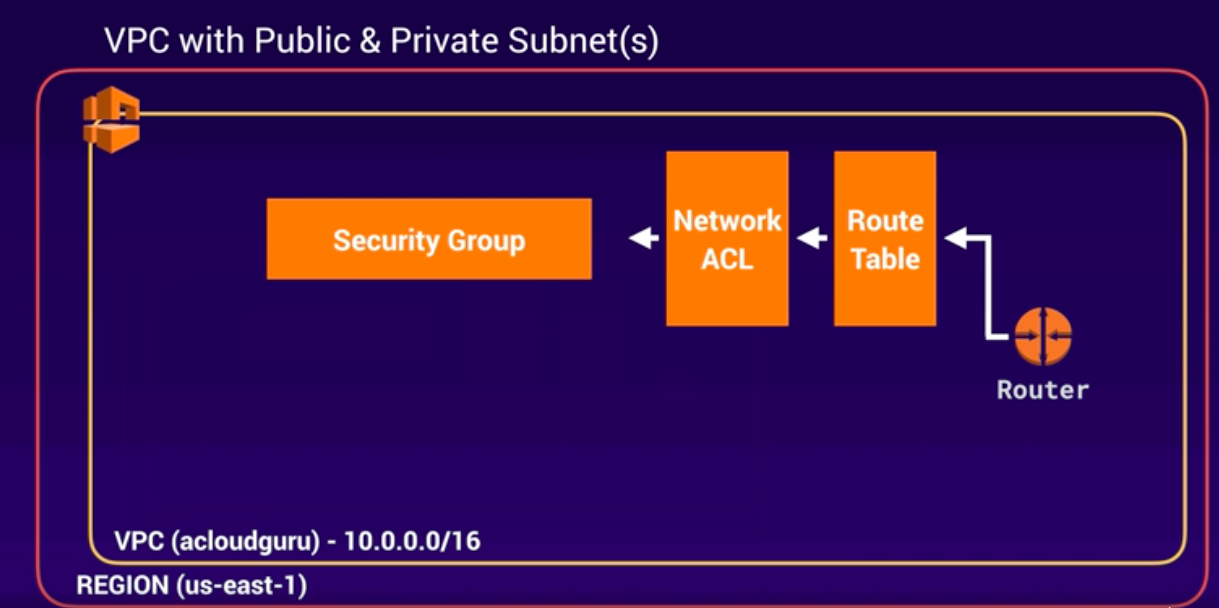 VPC with Public & Private Subnet(s)
Security Group
Network
ACL
Route
Table
Router
VPC (acloudguru) - 10.0.0.0/16
REGION (us-east-1)